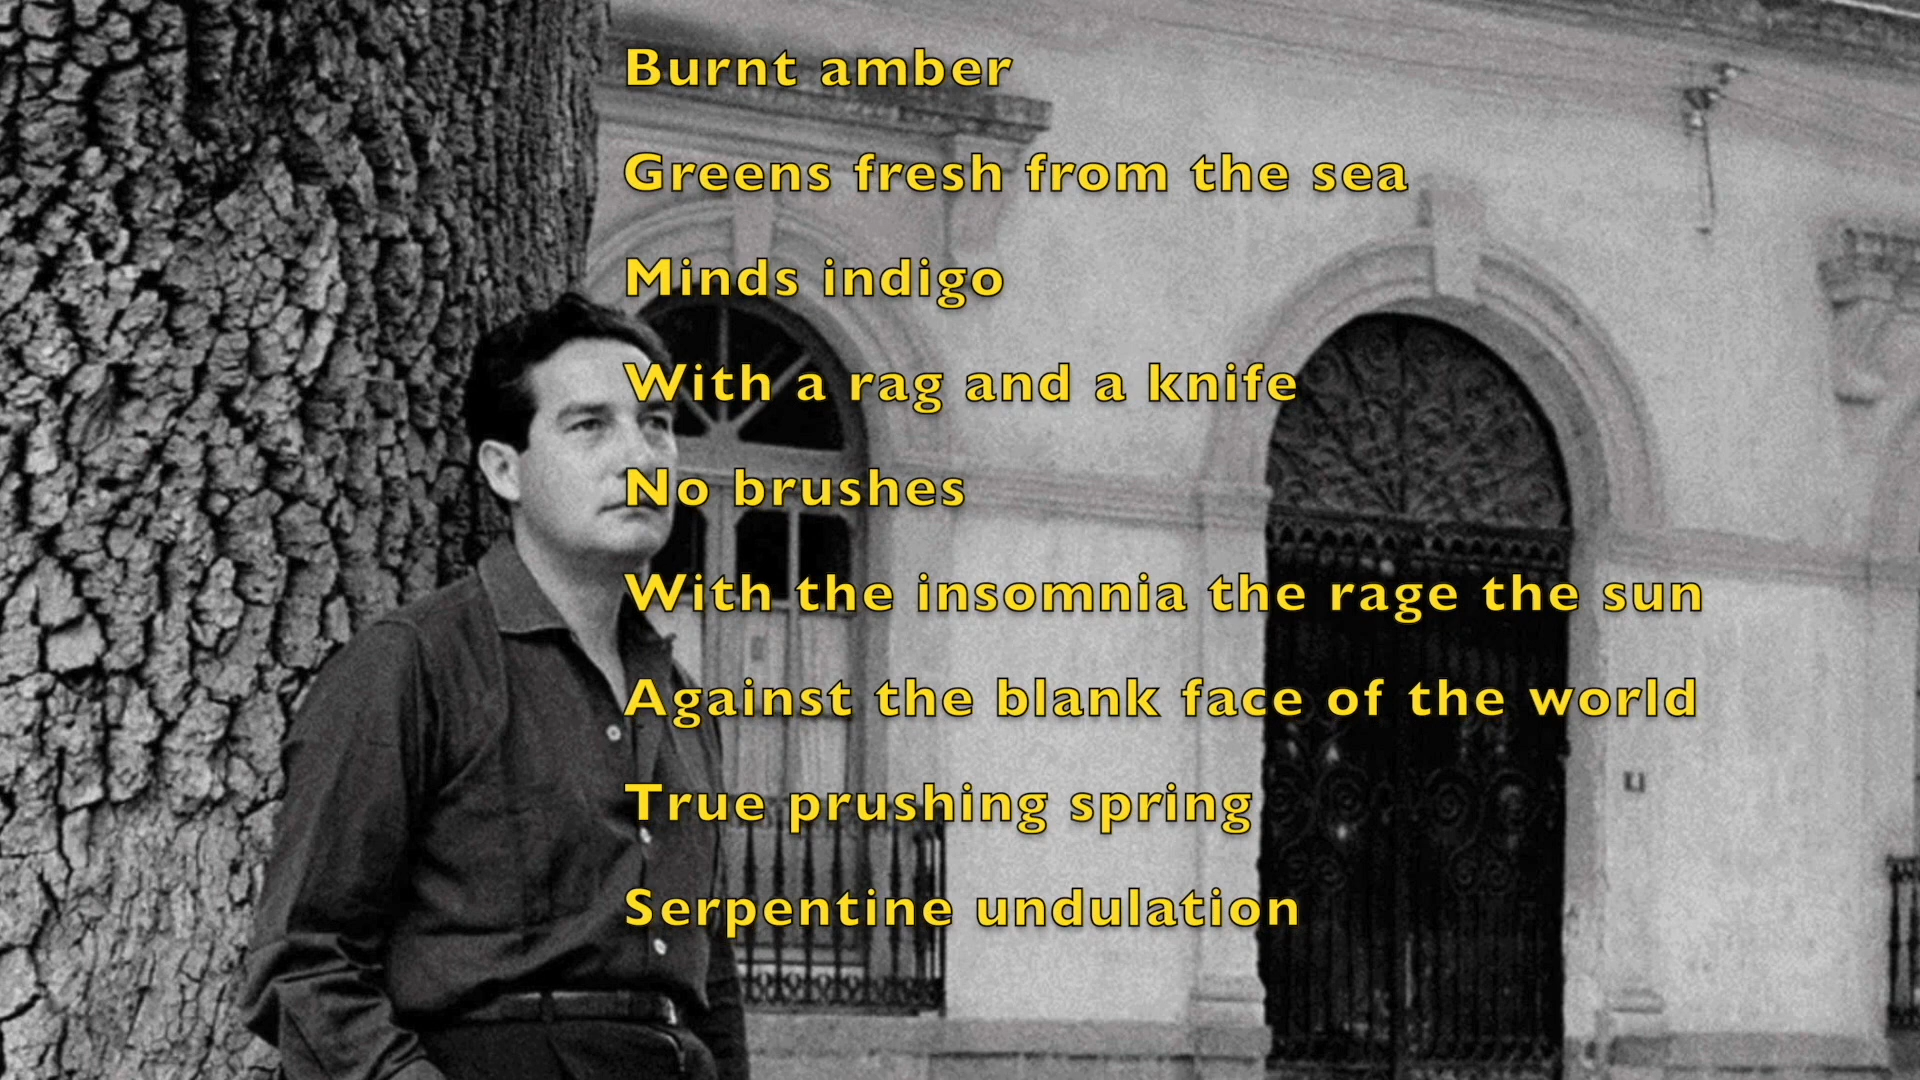 Burnt amber
Greens fresh from the sea
Minds indigo
With a rag and a knife
No brushes
With the insomnia the rage the sun
Against the blank face of the world
True prushing spring
Serpentine undulation